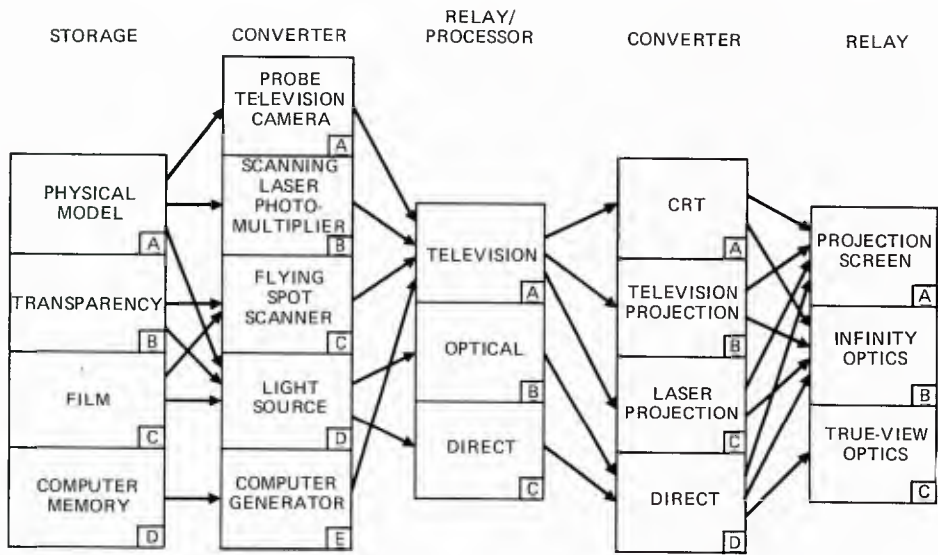 STORAGE
CONVERTER
RELAY/
PROCESSOR
CONVERTER
RELAY
PHYSICAL
MODEL
A
TRANSPARENCY
B
FILM
C
COMPUTER
MEMORY
D
PROBE
TELEVISION
CAMERA
A
SCANNING
LASER
PHOTO-
MULTIPLIER
B
FLYING
SPOT
SCANNER
C
LIGHT
SOURCE
D
COMPUTER
GENERATOR
E
TELEVISION
A
OPTICAL
B
DIRECT
C
CRT
A
TELEVISION
PROJECTION
B
LASER
PROJECTION
C
DIRECT
D
PROJECTION
SCREEN
A
INFINITY
OPTICS
B
TRUE-VIEW
OPTICS
C